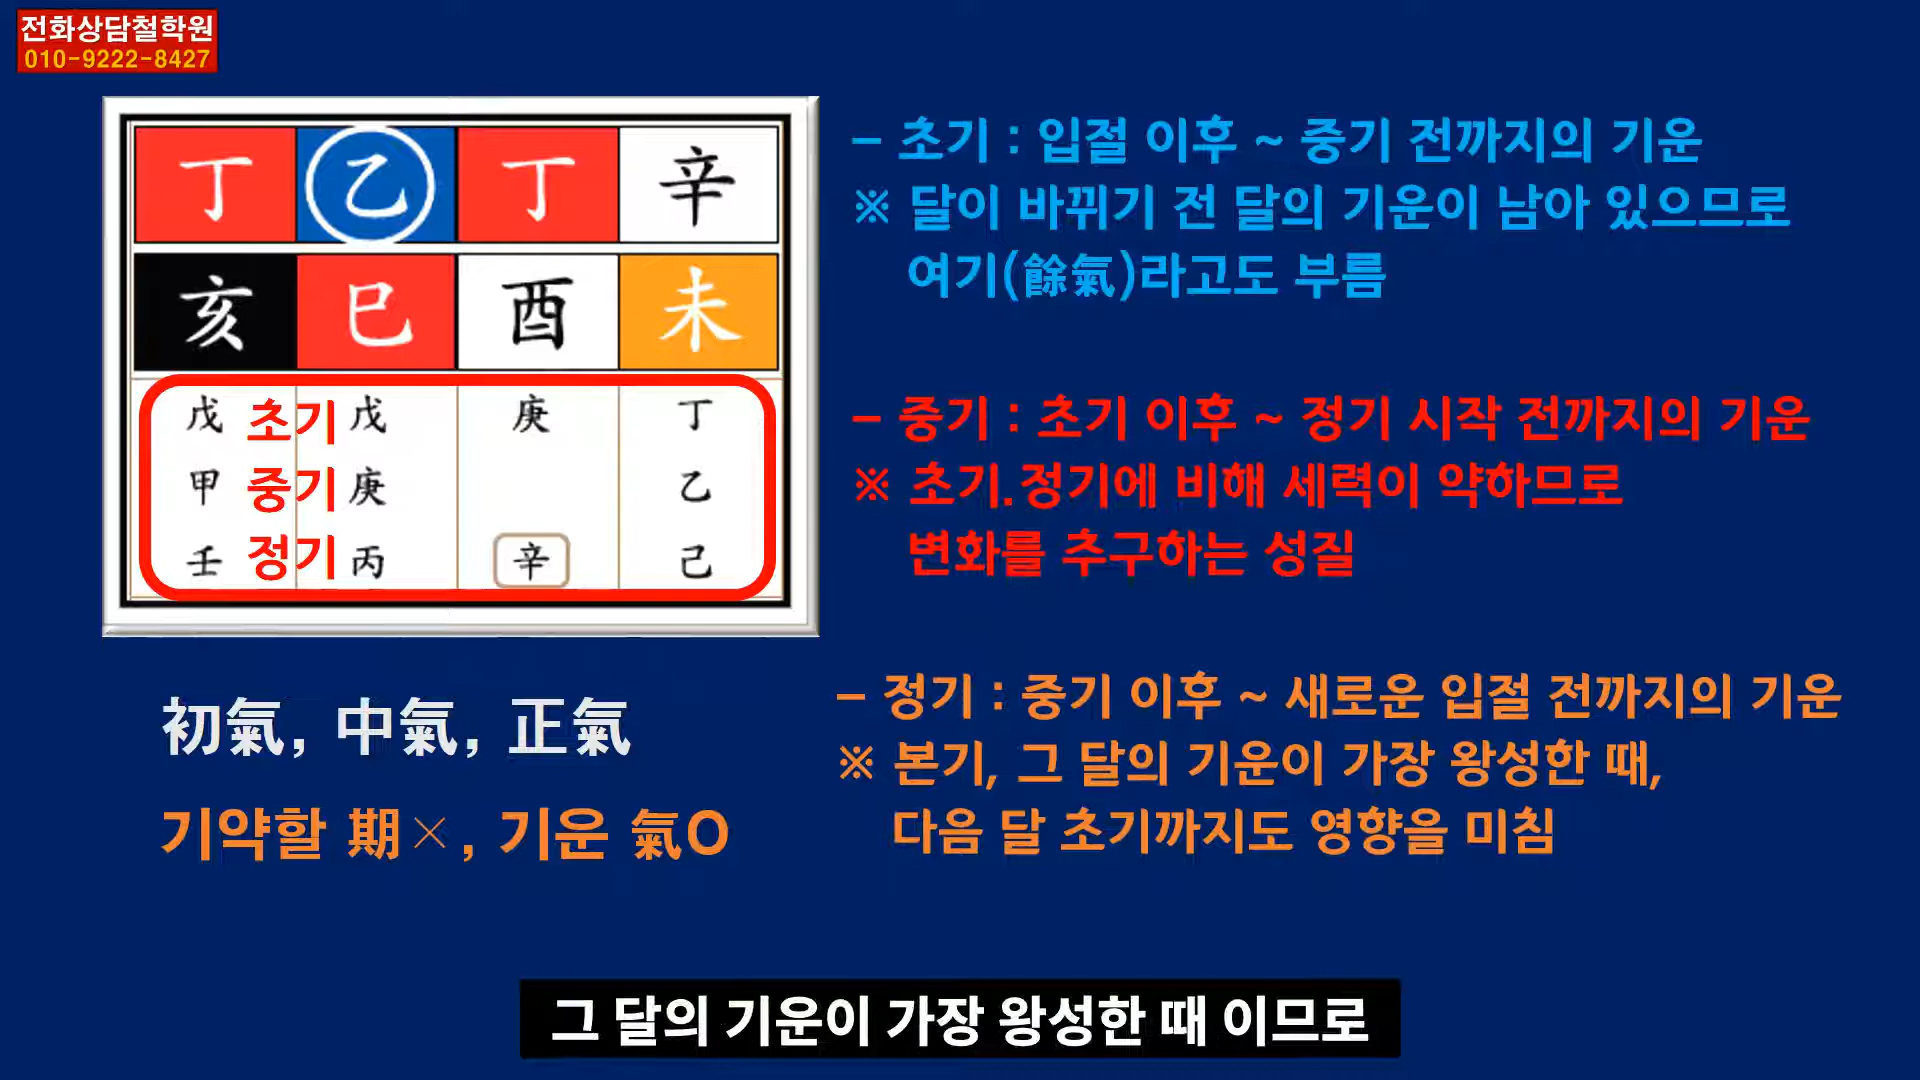 전화상담철학원
010-9222-8427
丁 乙 丁 辛
亥 巳 酉 未
戊 초기 戊 庚 丁
甲 중기 庚 乙
壬 정기 丙 辛 己
初氣, 中氣, 正氣
기약할 期×, 기운 氣O
- 초기 : 입절 이후 ~ 중기 전까지의 기운
※ 달이 바뀌기 전 달의 기운이 남아 있으므로
여기(餘氣)라고도 부름
- 중기 : 초기 이후 ~ 정기 시작 전까지의 기운
※ 초기.정기에 비해 세력이 약하므로
변화를 추구하는 성질
- 정기 : 중기 이후 ~ 새로운 입절 전까지의 기운
※ 본기, 그 달의 기운이 가장 왕성한 때,
다음 달 초기까지도 영향을 미침
그 달의 기운이 가장 왕성한 때 이므로